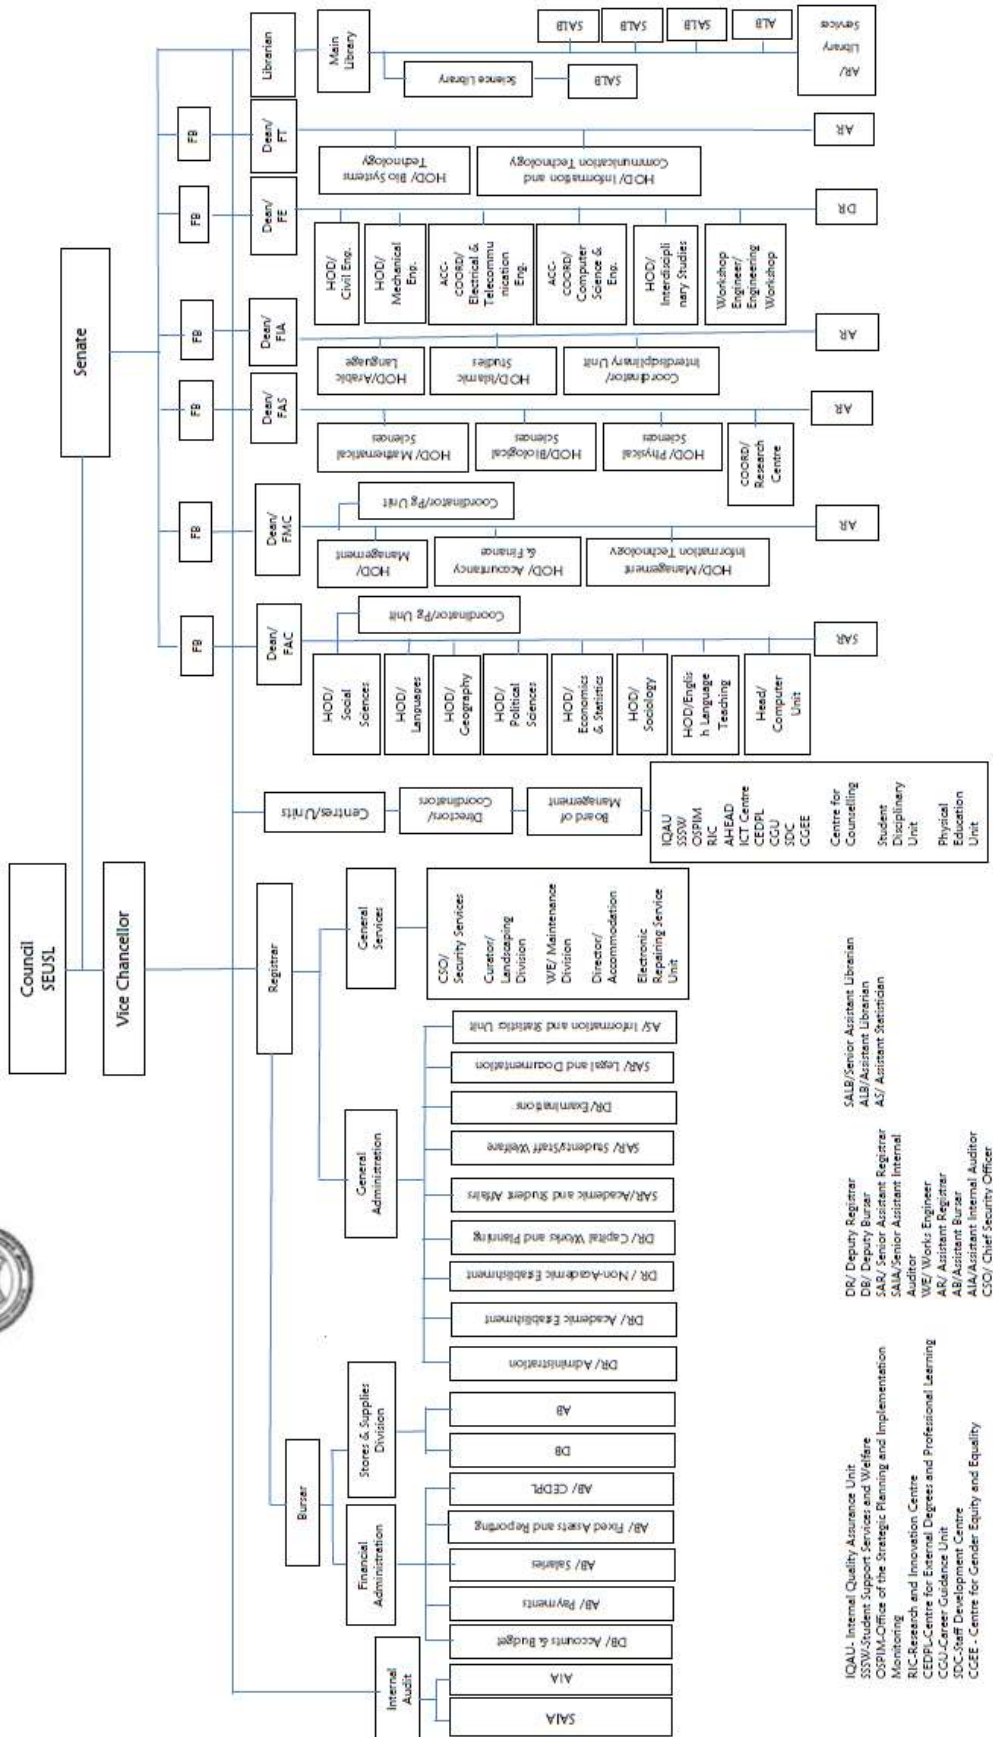 Council
SEUSL
Vice Chancellor
Senate
Internal
Audit
SAIA
AIA
Bursar
Financial
Administration
DB/ Accounts & Budget
AB/ Payments
AB/ Salaries
AB/ Fixed Assets and Reporting
AB/ CEDPL
Stores & Supplies
Division
DB
AB
Registrar
General
Administration
DR/ Administration
DR/ Academic Establishment
DR / Non-Academic Establishment
DR/ Capital Works and Planning
SAR/Academic and Student Affairs
SAR/ Students/Staff Welfare
DR/ Examinations
SAR/ Legal and Documentation
AS/ Information and Statistics Unit
General
Services
CSO/
Security Services
Curator/
Landscaping
Division
WE/ Maintenance
Division
Director/
Accommodation
Electronic
Repairing Service
Unit
Centres/Units
Directors/
Coordinators
Board of
Management
IQAU
SSSW
OSPIM
RIC
AHEAD
ICT Centre
CEDPL
CGU
SDC
CGEE
Centre for
Counselling
Student
Disciplinary
Unit
Physical
Education
Unit
FB
Dean/
FAC
HOD/
Social
Sciences
HOD/
Languages
HOD/
Geography
HOD/
Political
Sciences
HOD/
Economics
& Statistics
HOD/
Sociology
HOD/Englis
h Language
Teaching
Head/
Computer
Unit
Coordinator/Pg Unit
SAR
FB
Dean/
FMC
HOD/
Management
HOD/ Accountancy
& Finance
HOD/ Management
Information Technology
Coordinator/Pg Unit
AR
FB
Dean/
FAS
HOD/ Mathematical
Sciences
HOD/Biological
Sciences
HOD/ Physical
Sciences
COORD/
Research
Centre
AR
FB
Dean/
FIA
HOD/Arabic
Language
HOD/Islamic
Studies
Coordinator/
Interdisciplinary Unit
AR
FB
Dean/
FE
HOD/
Civil Eng.
HOD/
Mechanical
Eng.
ACC-
COORD/
Electrical &
Telecommu
nication
Eng.
ACC-
COORD/
Computer
Science &
Eng.
HOD/
Interdiscipli
nary Studies
Workshop
Engineer/
Engineering
Workshop
DR
FB
Dean/
FT
HOD/ Bio Systems
Technology
HOD/ Information and
Communication Technology
AR
Librarian
Main
Library
Science Library
SALB
SALB
SALB
SALB
ALB
AR/
Library
Services
IQAU- Internal Quality Assurance Unit
SSSW-Student Support Services and Welfare
OSPIM-Office of the Strategic Planning and Implementation
Monitoring
RIC-Research and Innovation Centre
CEDPL-Centre for External Degrees and Professional Learning
CGU-Career Guidance Unit
SDC-Staff Development Centre
CGEE - Centre for Gender Equity and Equality
DR/ Deputy Registrar
DB/ Deputy Bursar
SAR/ Senior Assistant Registrar
SAIA/Senior Assistant Internal
Auditor
WE/ Works Engineer
AR/ Assistant Registrar
AB/Assistant Bursar
AIA/Assistant Internal Auditor
CSO/ Chief Security Officer
SALB/Senior Assistant Librarian
ALB/Assistant Librarian
AS/ Assistant Statistician